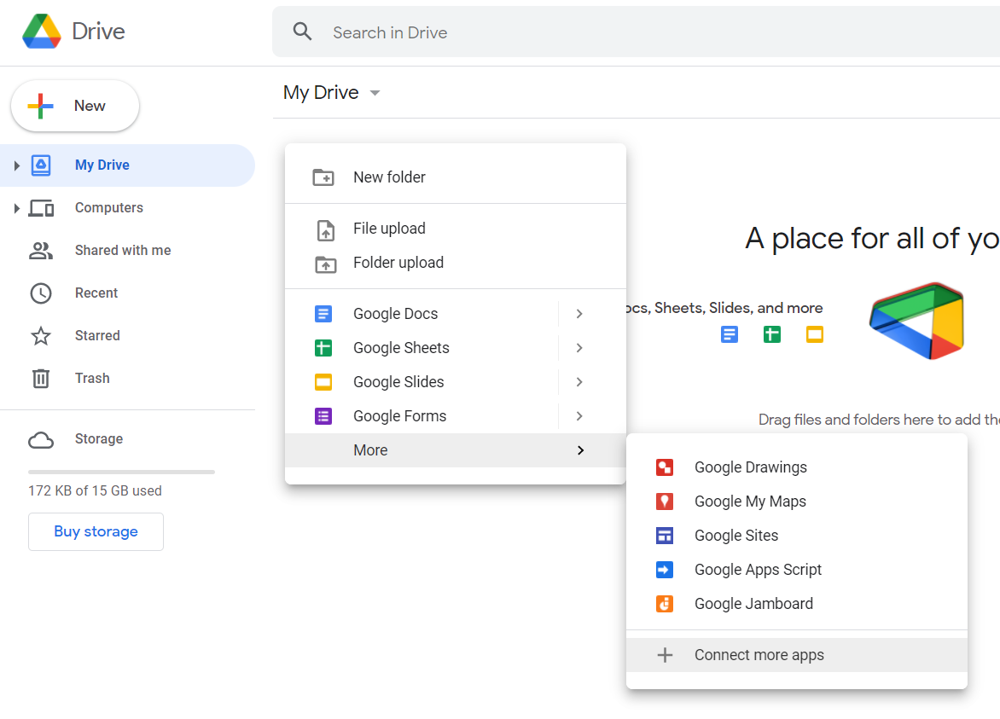 Drive
Search in Drive
New
My Drive
My Drive
Computers
Shared with me
Recent
Starred
Trash
Storage
172 KB of 15 GB used
Buy storage
New folder
File upload
Folder upload
Google Docs
Google Sheets
Google Slides
Google Forms
More
A place for all of yo
ocs, Sheets, Slides, and more
Drag files and folders here to add the
Google Drawings
Google My Maps
Google Sites
Google Apps Script
Google Jamboard
Connect more apps